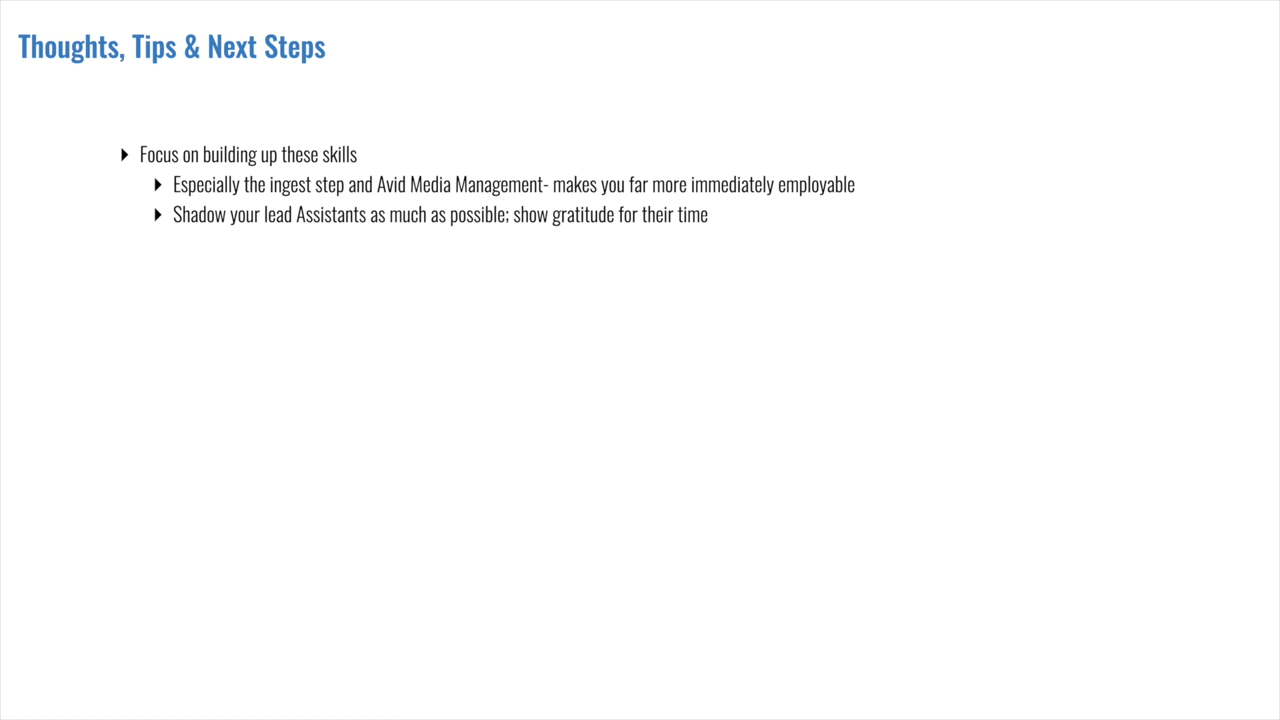 Thoughts, Tips & Next Steps
Focus on building up these skills
Especially the ingest step and Avid Media Management- makes you far more immediately employable
Shadow your lead Assistants as much as possible; show gratitude for their time